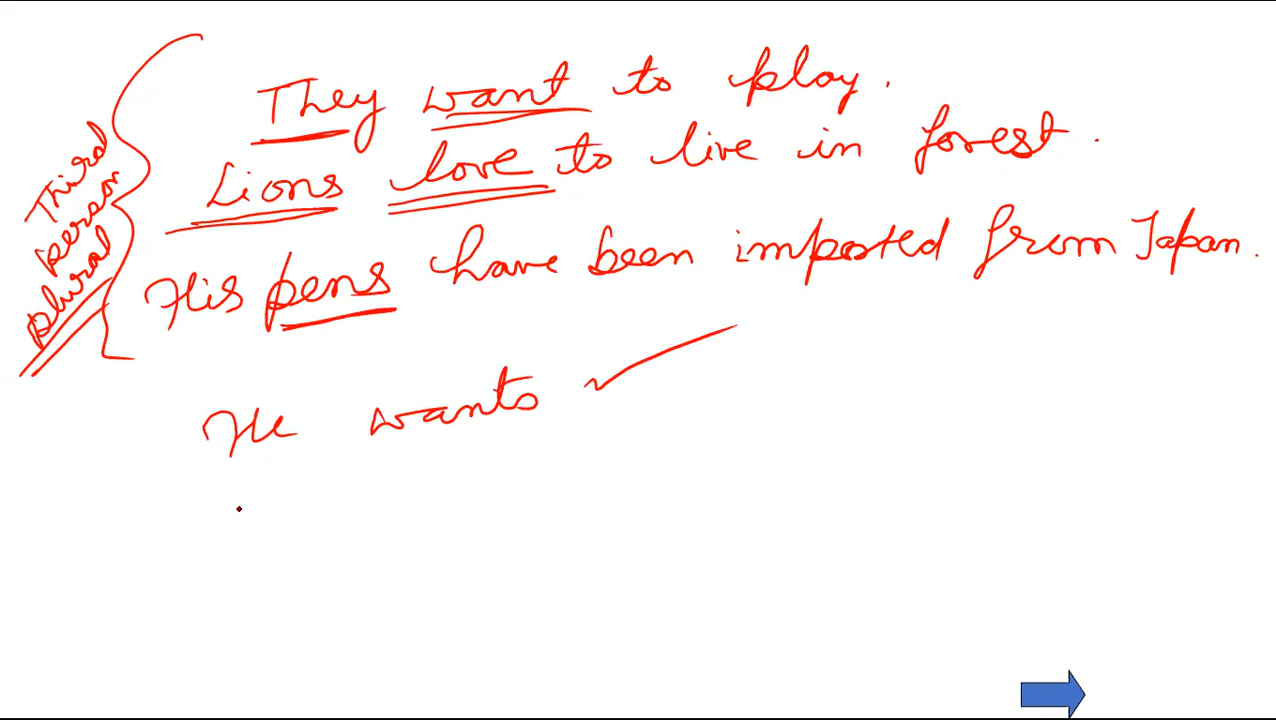 They want to play.
Lions love to live in forest.
His pens have been imported from Japan.
Third
person
plural
He wants